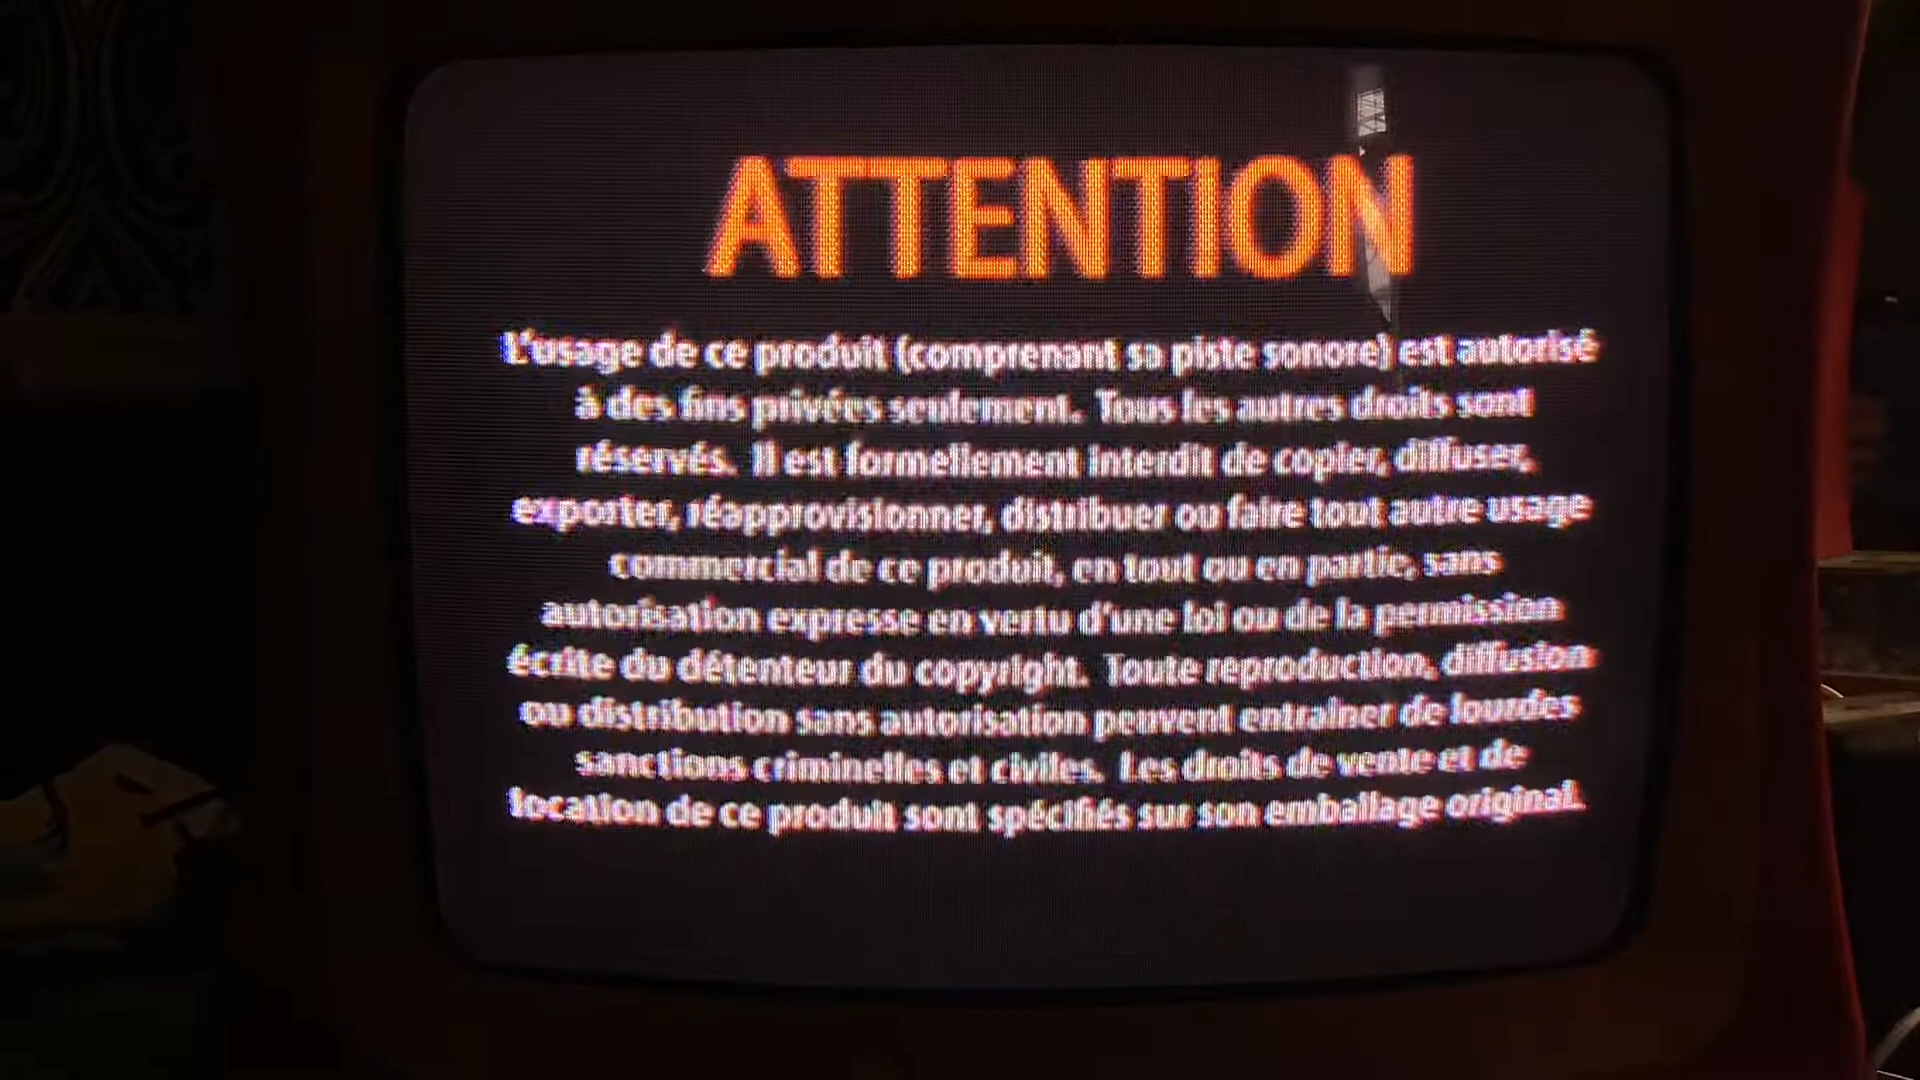 ATTENTION
L'usage de ce produit (comprenant sa piste sonore) est autorisé
à des fins privées seulement. Tous les autres droits sont
réservés. Il est formellement interdit de copier, diffuser,
exporter, réapprovisionner, distribuer ou faire tout autre usage
commercial de ce produit, en tout ou en partie, sans
autorisation expresse en vertu d'une loi ou de la permission
écrite du détenteur du copyright. Toute reproduction, diffusion
ou distribution sans autorisation peuvent entraîner de lourdes
sanctions criminelles et civiles. Les droits de vente et de
location de ce produit sont spécifiés sur son emballage original.